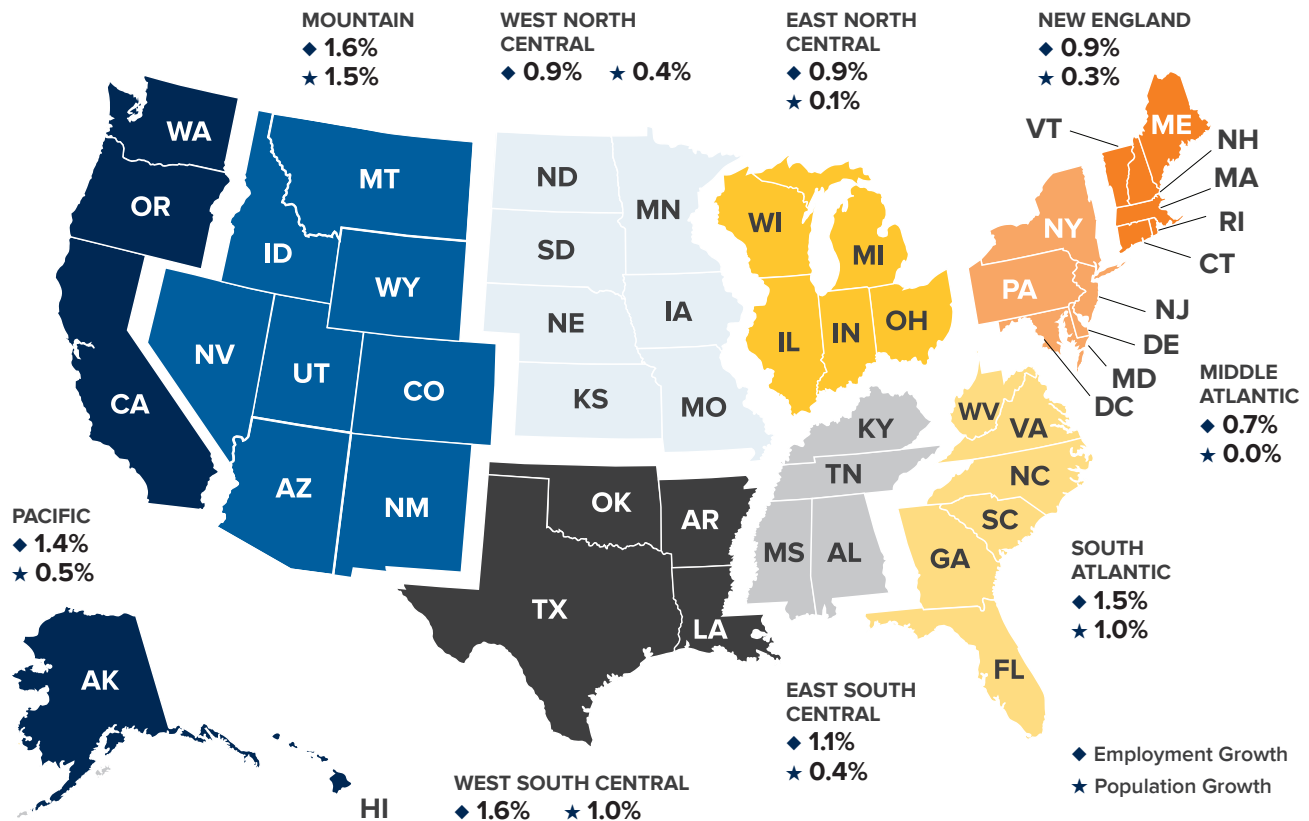 MOUNTAIN
◆ 1.6%
★ 1.5%
WEST NORTH
CENTRAL
◆ 0.9% ★ 0.4%
EAST NORTH
CENTRAL
◆ 0.9%
★ 0.1%
NEW ENGLAND
◆ 0.9%
★ 0.3%
WA
OR
CA
MT
ID
WY
NV
UT
CO
AZ
NM
ND
SD
NE
KS
MN
IA
MO
WI
MI
IL
IN
OH
VT
ME
NH
MA
RI
CT
NY
PA
NJ
DE
MD
DC
MIDDLE
ATLANTIC
◆ 0.7%
★ 0.0%
KY
TN
MS
AL
WV
VA
NC
SC
GA
FL
OK
AR
TX
LA
PACIFIC
◆ 1.4%
★ 0.5%
SOUTH
ATLANTIC
◆ 1.5%
★ 1.0%
AK
HI
EAST SOUTH
CENTRAL
◆ 1.1%
★ 0.4%
WEST SOUTH CENTRAL
◆ 1.6% ★ 1.0%
◆ Employment Growth
★ Population Growth